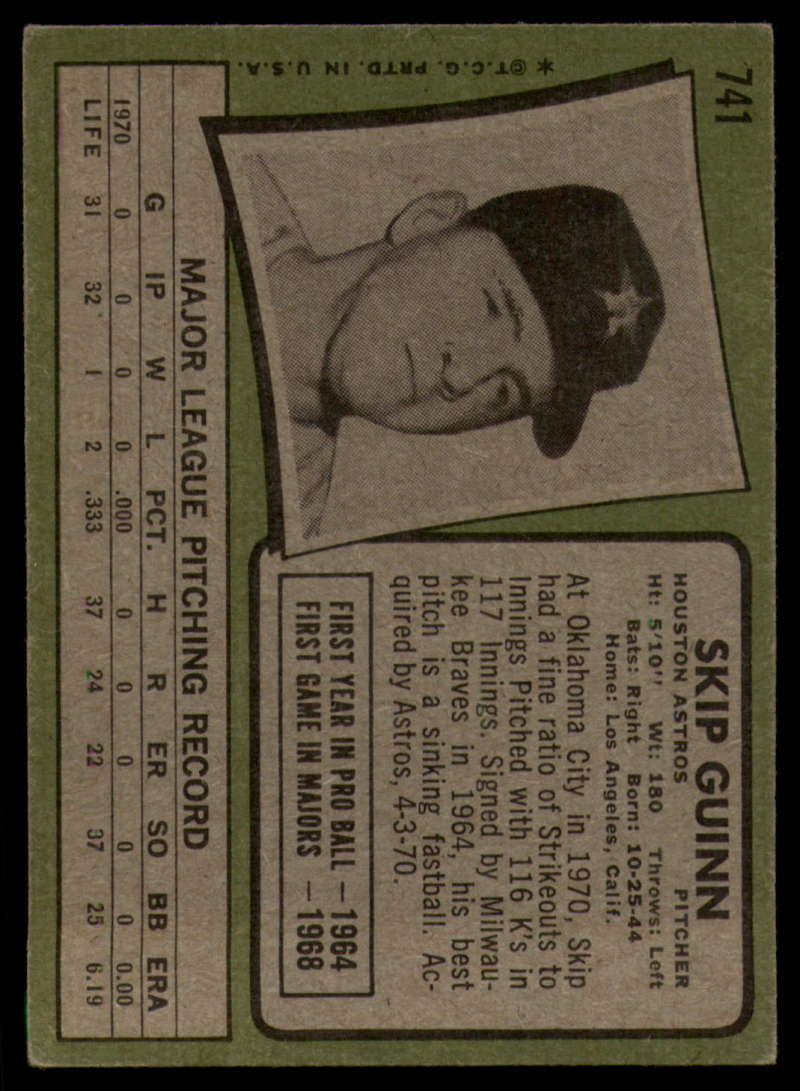 741
* ©T.C.G. PRTD. IN U.S.A.
SKIP GUINN
HOUSTON ASTROS PITCHER
Ht: 5'10" Wt: 180 Throws: Left
Bats: Right Born: 10-25-44
Home: Los Angeles, Calif.
At Oklahoma City in 1970, Skip
had a fine ratio of Strikeouts to
Innings Pitched with 116 K's in
117 Innings. Signed by Milwau-
kee Braves in 1964, his best
pitch is a sinking fastball. Ac-
quired by Astros, 4-3-70.
FIRST YEAR IN PRO BALL —1964
FIRST GAME IN MAJORS —1968
MAJOR LEAGUE PITCHING RECORD
G IP W L PCT. H R ER SO BB ERA
1970 0 0 0 0 .000 0 0 0 0 0 0.00
LIFE 31 32 1 2 .333 37 24 22 37 25 6.19